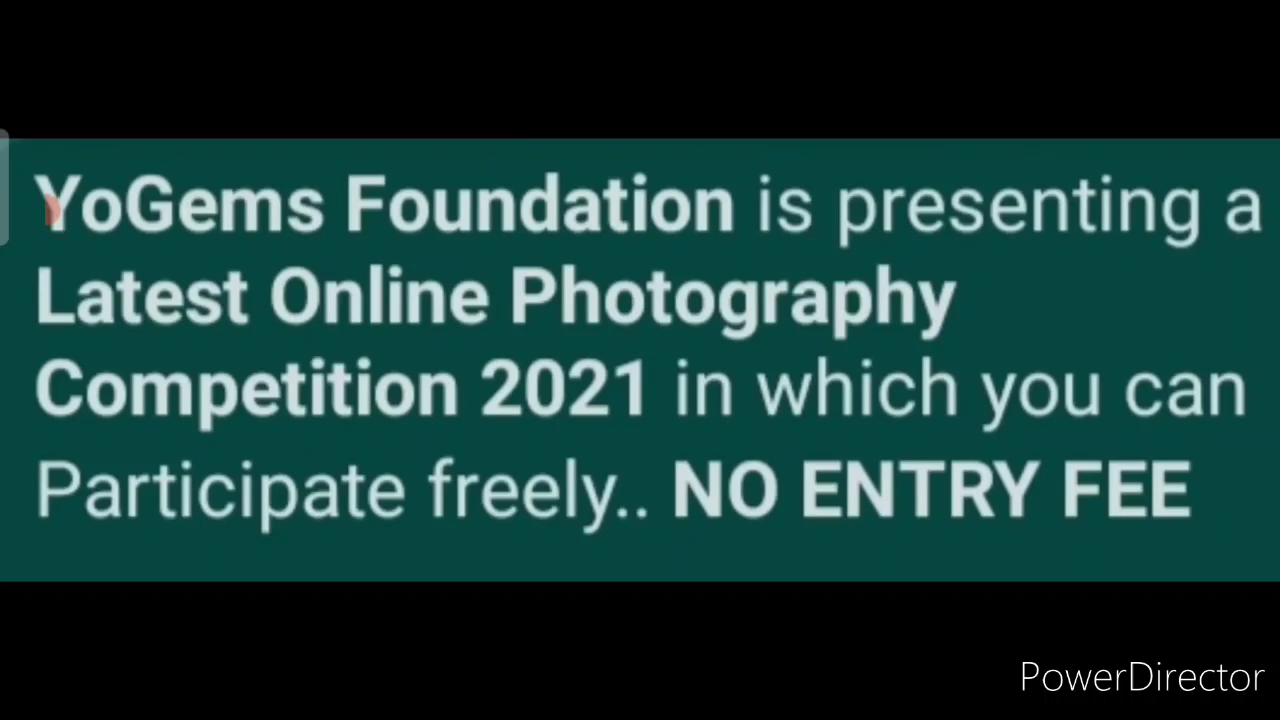 YoGems Foundation is presenting a
Latest Online Photography
Competition 2021 in which you can
Participate freely.. NO ENTRY FEE
PowerDirector